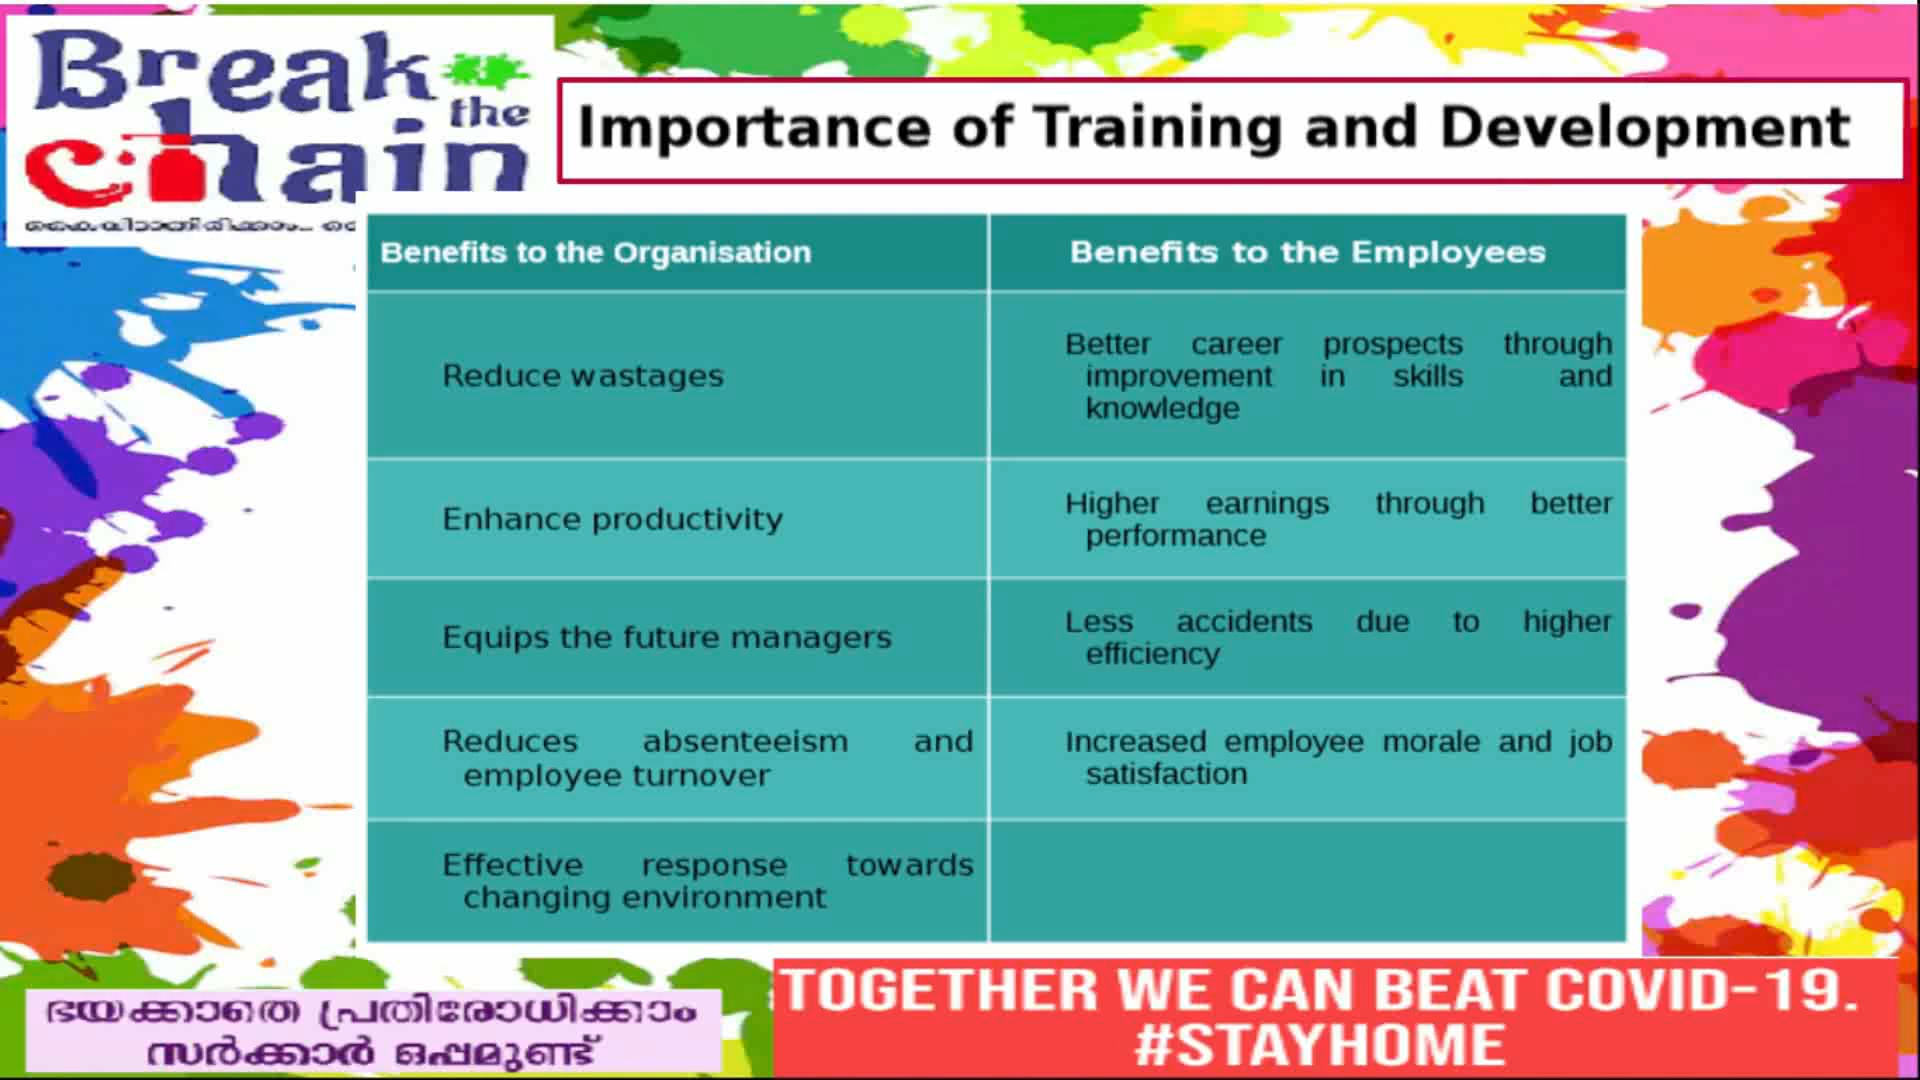 Break
the
chain
Importance of Training and Development
Benefits to the Organisation
Benefits to the Employees
Reduce wastages
Better career prospects through
improvement in skills and
knowledge
Enhance productivity
Higher earnings through better
performance
Equips the future managers
Less accidents due to higher
efficiency
Reduces absenteeism and
employee turnover
Increased employee morale and job
satisfaction
Effective response towards
changing environment
ഭയക്കാതെ പ്രതിരോധിക്കാം
സർക്കാർ ഒപ്പമുണ്ട്
TOGETHER WE CAN BEAT COVID-19.
#STAYHOME